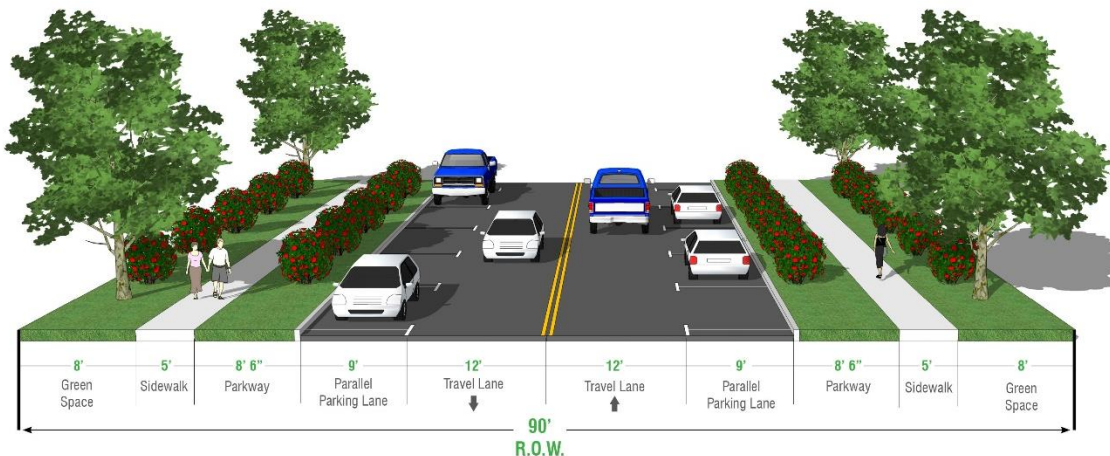 8' 5' 8' 6" 9' 12' 12' 9' 8' 6" 5' 8'
Green Space
Sidewalk
Parkway
Parallel Parking Lane
Travel Lane
Travel Lane
Parallel Parking Lane
Parkway
Sidewalk
Green Space
90'
R.O.W.